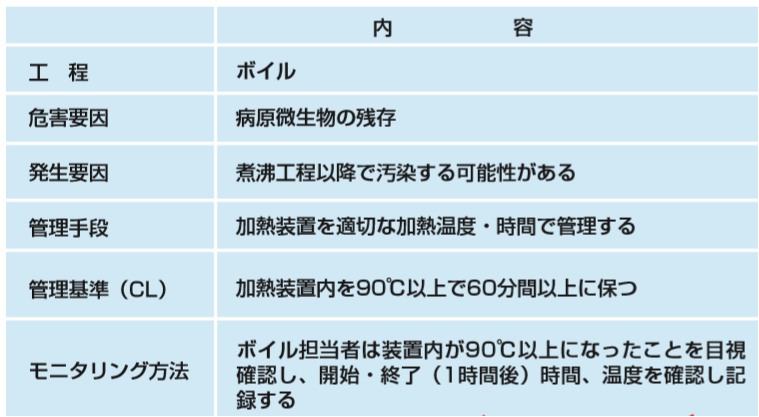 内　容
工　程　ボイル
危害要因　病原微生物の残存
発生要因　煮沸工程以降で汚染する可能性がある
管理手段　加熱装置を適切な加熱温度・時間で管理する
管理基準（CL）　加熱装置内を90℃以上で60分間以上に保つ
モニタリング方法　ボイル担当者は装置内が90℃以上になったことを目視
確認し、開始・終了（1時間後）時間、温度を確認し記
録する